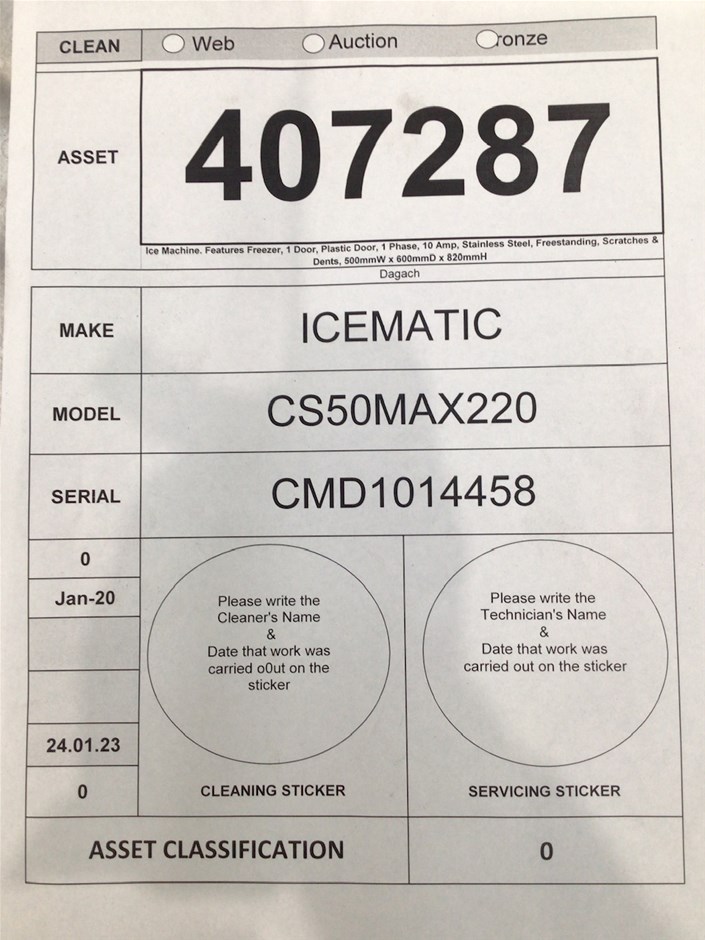 CLEAN Web Auction ronze
ASSET 407287
Ice Machine. Features Freezer, 1 Door, Plastic Door, 1 Phase, 10 Amp, Stainless Steel, Freestanding, Scratches &
Dents, 500mmW x 600mmD x 820mmH
Dagach
MAKE ICEMATIC
MODEL CS50MAX220
SERIAL CMD1014458
0
Jan-20
24.01.23
0
Please write the
Cleaner's Name
&
Date that work was
carried o0ut on the
sticker
CLEANING STICKER
Please write the
Technician's Name
&
Date that work was
carried out on the sticker
SERVICING STICKER
ASSET CLASSIFICATION 0